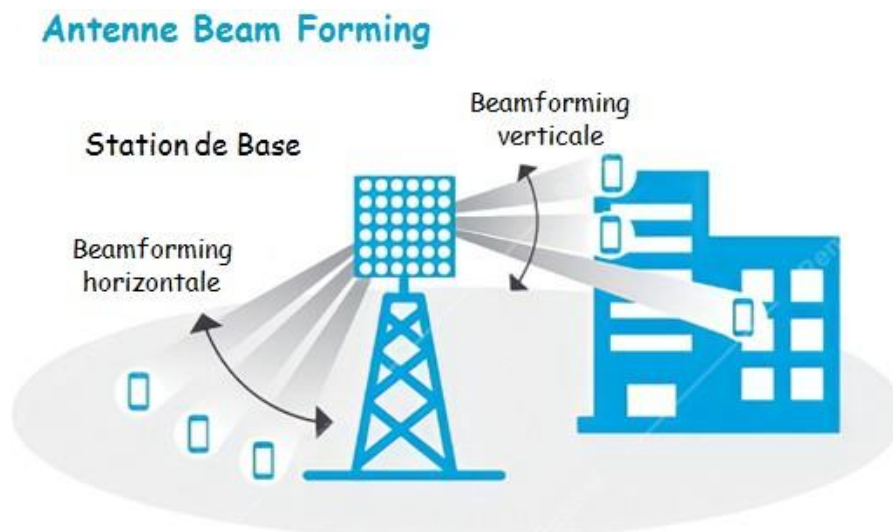 Antenne Beam Forming
Beamforming
verticale
Station de Base
Beamforming
horizontale